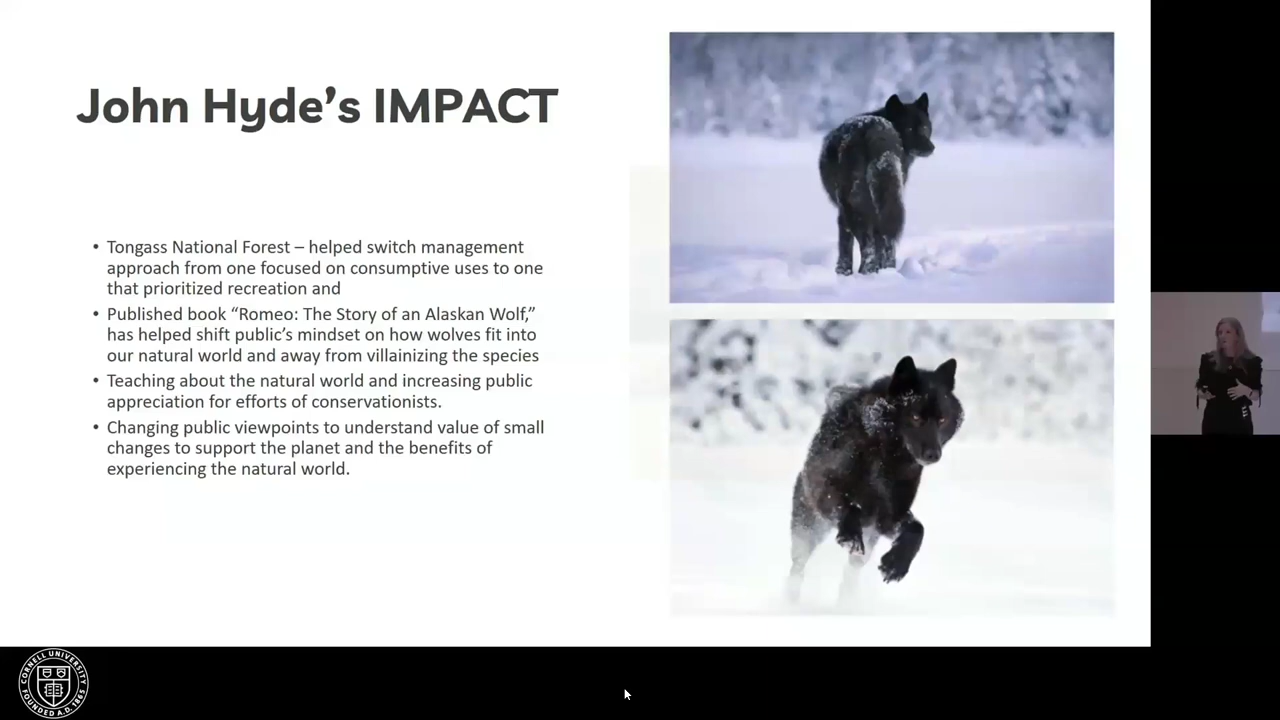 John Hyde’s IMPACT
• Tongass National Forest – helped switch management
approach from one focused on consumptive uses to one
that prioritized recreation and
• Published book “Romeo: The Story of an Alaskan Wolf,”
has helped shift public’s mindset on how wolves fit into
our natural world and away from villainizing the species
• Teaching about the natural world and increasing public
appreciation for efforts of conservationists.
• Changing public viewpoints to understand value of small
changes to support the planet and the benefits of
experiencing the natural world.
CORNELL UNIVERSITY
FOUNDED A.D. 1865